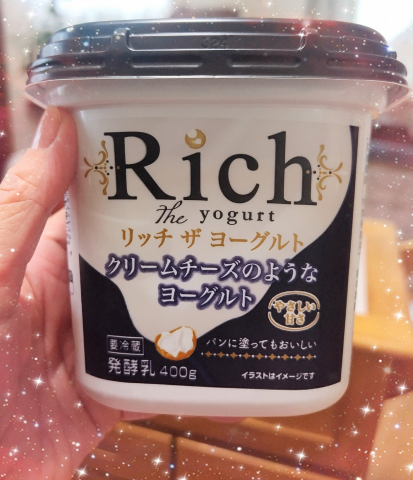 Rich
The yogurt
リッチ ザ ヨーグルト
クリームチーズのような
ヨーグルト
やさしい
甘さ
要冷蔵
パンに塗ってもおいしい
発酵乳 400g
イラストはイメージです